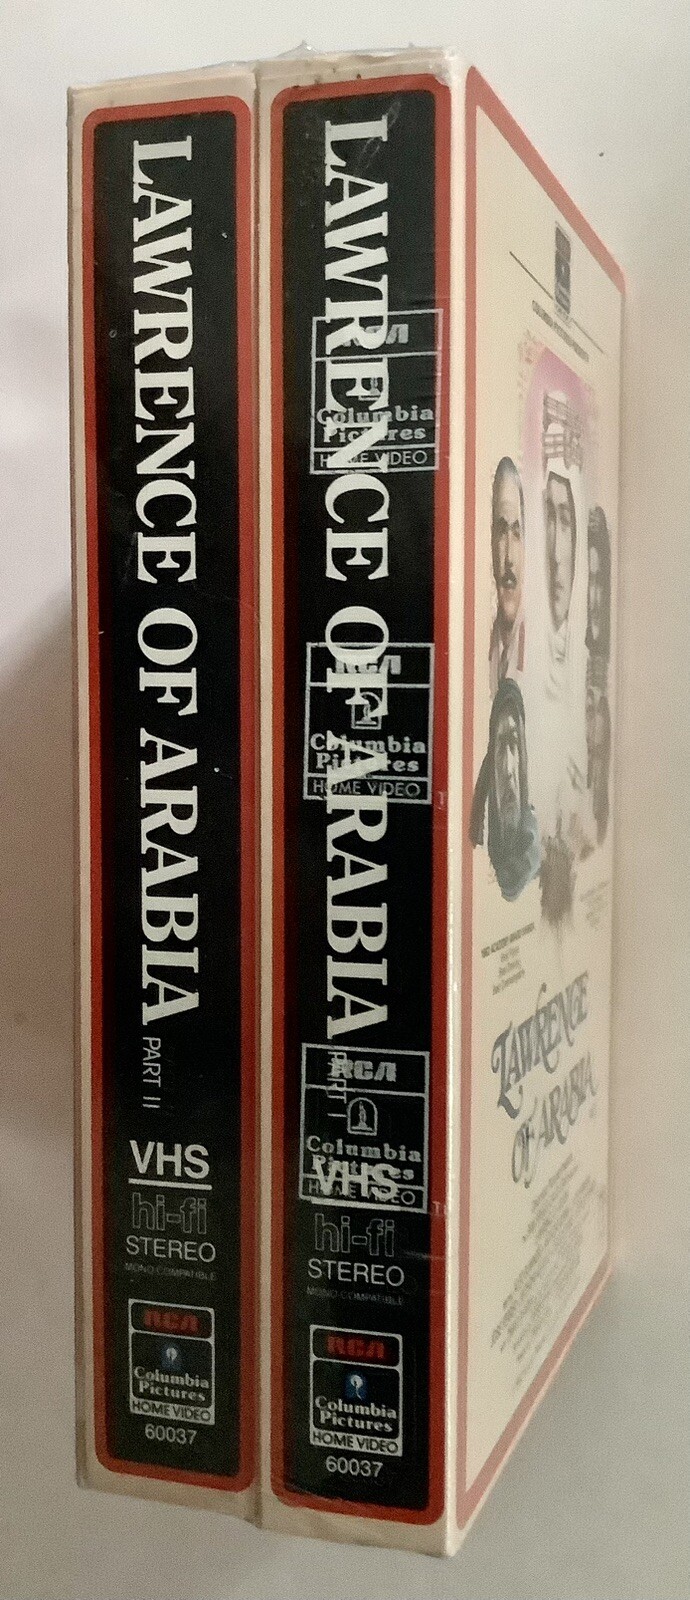 LAWRENCE OF ARABIA PART II
VHS
hi-fi
STEREO
MONO COMPATIBLE
RCA
Columbia
Pictures
HOME VIDEO
60037
LAWRENCE OF ARABIA PART I
VHS
hi-fi
STEREO
MONO COMPATIBLE
RCA
Columbia
Pictures
HOME VIDEO
60037
RCA
Columbia
Pictures
HOME VIDEO
RCA
Columbia
Pictures
HOME VIDEO
TM
RCA
Columbia
Pictures
HOME VIDEO
TM
LAWRENCE
OF ARABIA